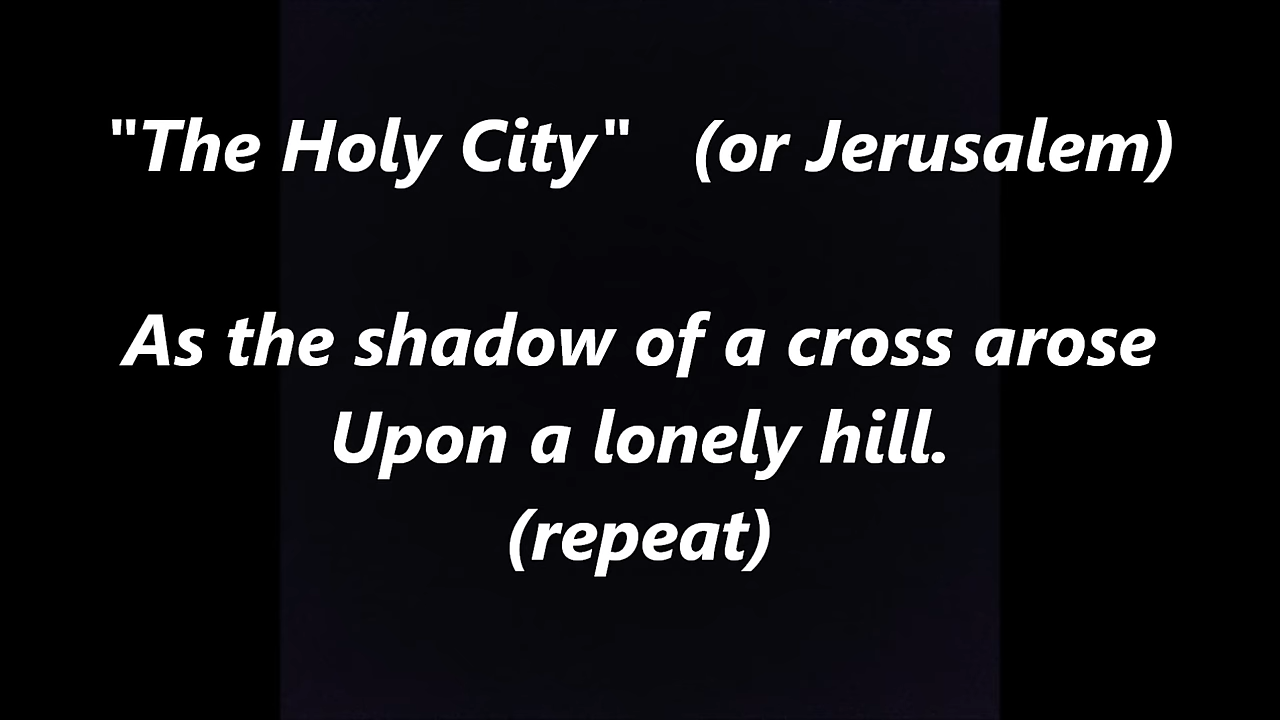 "The Holy City"   (or Jerusalem)
As the shadow of a cross arose
Upon a lonely hill.
(repeat)